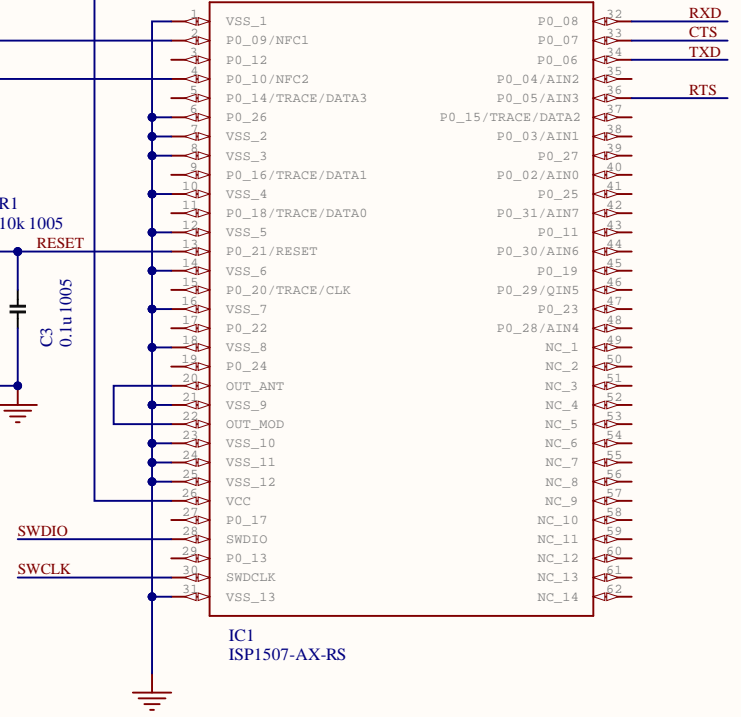 1 VSS_1 P0_08 32 RXD
2 P0_09/NFC1 P0_07 33 CTS
3 P0_12 P0_06 34 TXD
4 P0_10/NFC2 P0_04/AIN2 35
5 P0_14/TRACE/DATA3 P0_05/AIN3 36 RTS
6 P0_26 P0_15/TRACE/DATA2 37
7 VSS_2 P0_03/AIN1 38
8 VSS_3 P0_27 39
9 P0_16/TRACE/DATA1 P0_02/AIN0 40
10 VSS_4 P0_25 41
R1 11 P0_18/TRACE/DATA0 P0_31/AIN7 42
10k 1005 12 VSS_5 P0_11 43
RESET 13 P0_21/RESET P0_30/AIN6 44
14 VSS_6 P0_19 45
15 P0_20/TRACE/CLK P0_29/QIN5 46
16 VSS_7 P0_23 47
C3
0.1u 1005
17 P0_22 P0_28/AIN4 48
18 VSS_8 NC_1 49
19 P0_24 NC_2 50
20 OUT_ANT NC_3 51
21 VSS_9 NC_4 52
22 OUT_MOD NC_5 53
23 VSS_10 NC_6 54
24 VSS_11 NC_7 55
25 VSS_12 NC_8 56
26 VCC NC_9 57
27 P0_17 NC_10 58
SWDIO 28 SWDIO NC_11 59
29 P0_13 NC_12 60
SWCLK 30 SWDCLK NC_13 61
31 VSS_13 NC_14 62
IC1
ISP1507-AX-RS